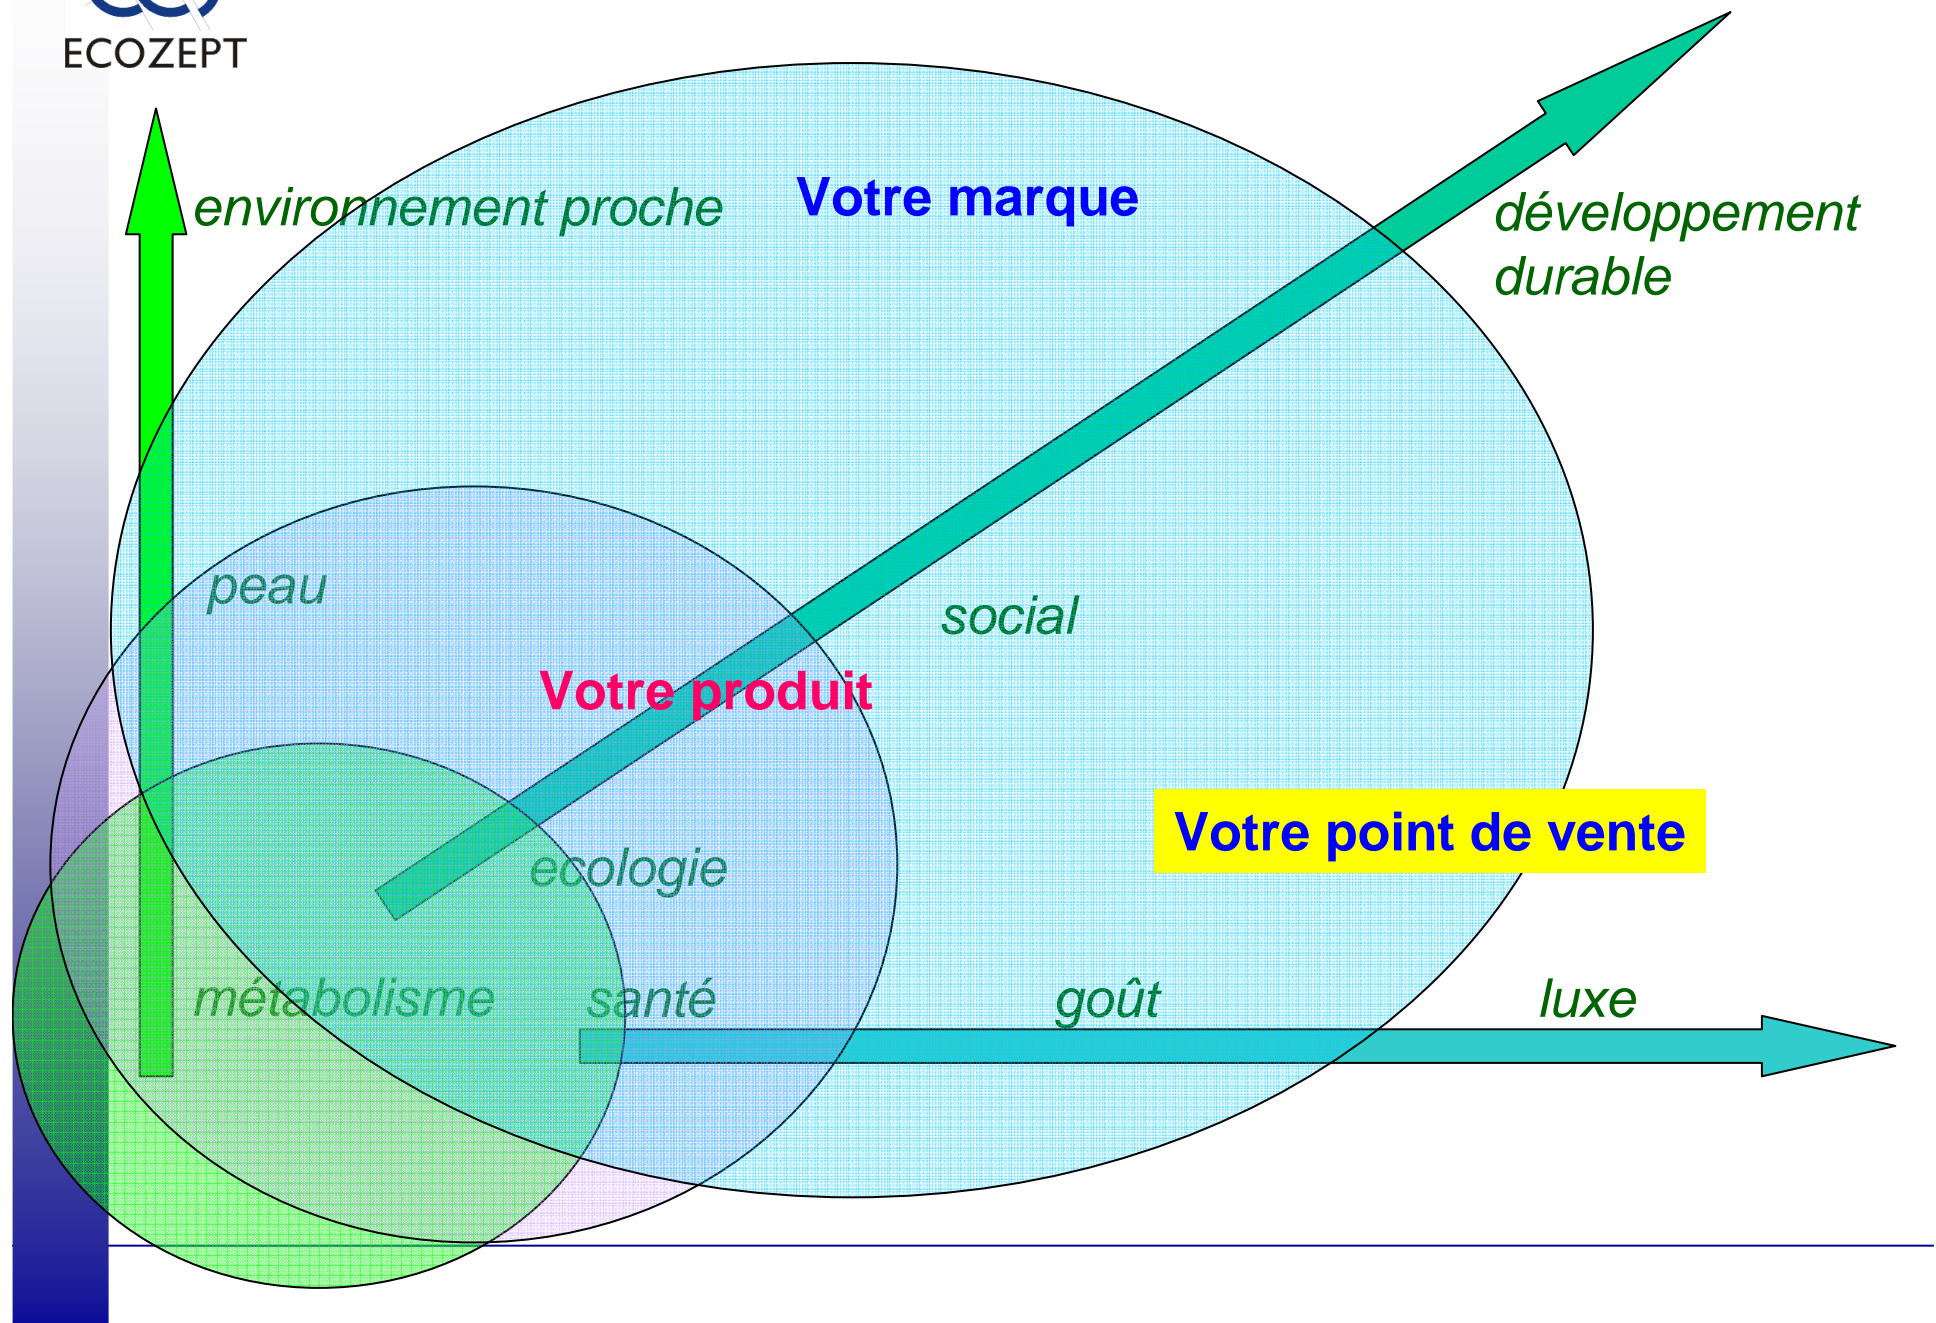 ECOZEPT
Votre marque
environnement proche
développement
durable
peau
social
Votre produit
Votre point de vente
ecologie
métabolisme
santé
goût
luxe